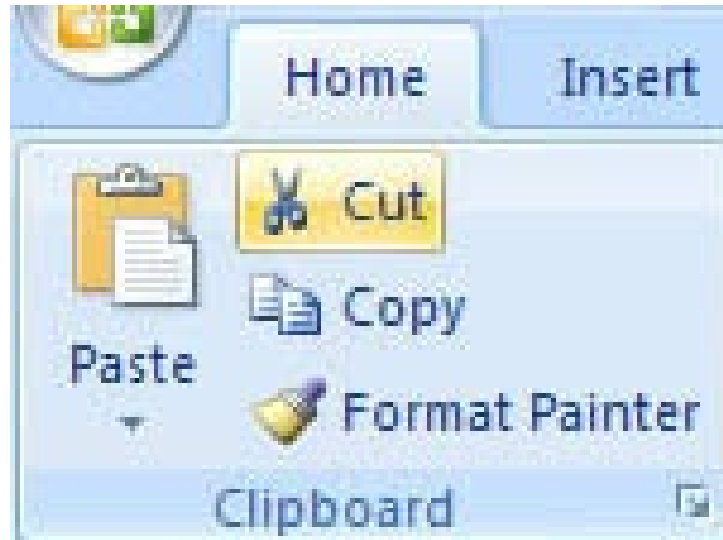 Home Insert
Cut
Copy
Paste
Format Painter
Clipboard